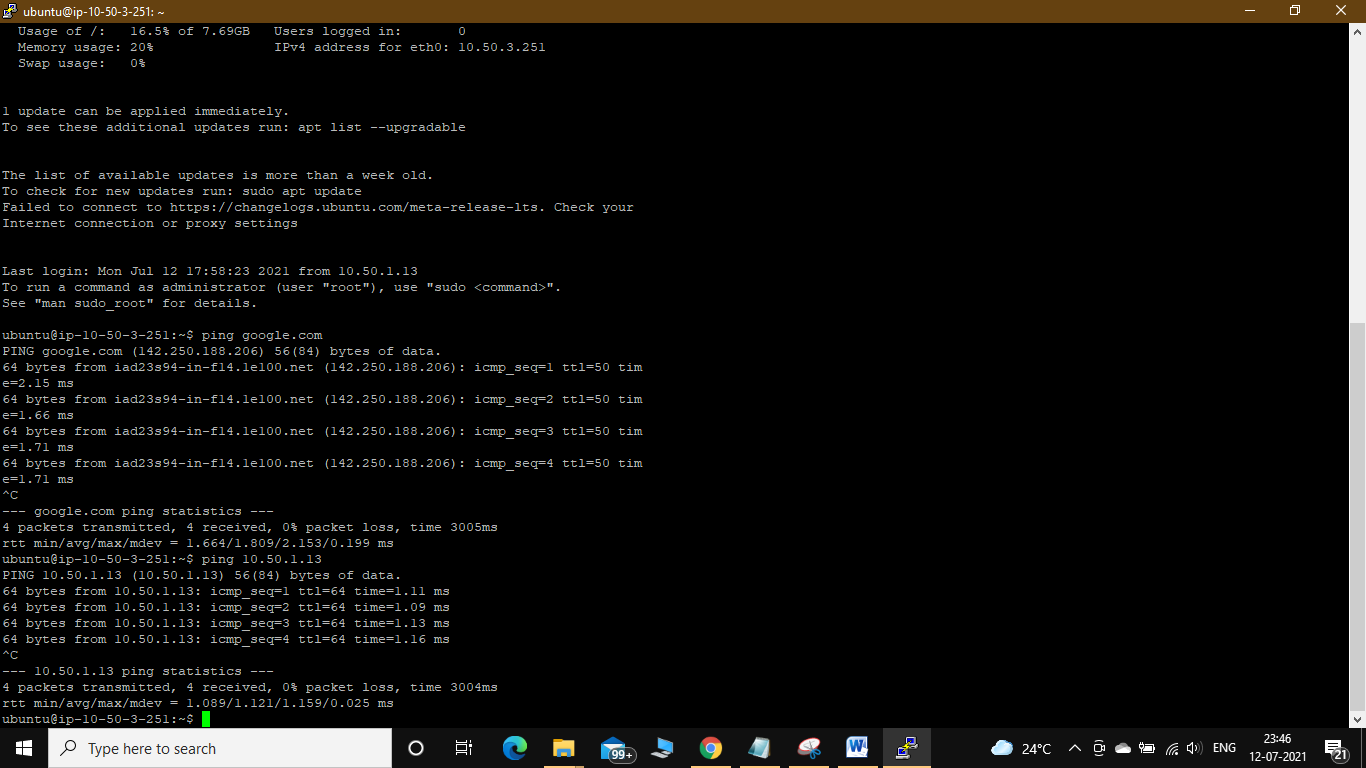 ubuntu@ip-10-50-3-251: ~
Usage of /:   16.5% of 7.69GB   Users logged in:       0
Memory usage: 20%               IPv4 address for eth0: 10.50.3.251
Swap usage:   0%
1 update can be applied immediately.
To see these additional updates run: apt list --upgradable
The list of available updates is more than a week old.
To check for new updates run: sudo apt update
Failed to connect to https://changelogs.ubuntu.com/meta-release-lts. Check your
Internet connection or proxy settings
Last login: Mon Jul 12 17:58:23 2021 from 10.50.1.13
To run a command as administrator (user "root"), use "sudo <command>".
See "man sudo_root" for details.
ubuntu@ip-10-50-3-251:~$ ping google.com
PING google.com (142.250.188.206) 56(84) bytes of data.
64 bytes from iad23s94-in-f14.1e100.net (142.250.188.206): icmp_seq=1 ttl=50 tim
e=2.15 ms
64 bytes from iad23s94-in-f14.1e100.net (142.250.188.206): icmp_seq=2 ttl=50 tim
e=1.66 ms
64 bytes from iad23s94-in-f14.1e100.net (142.250.188.206): icmp_seq=3 ttl=50 tim
e=1.71 ms
64 bytes from iad23s94-in-f14.1e100.net (142.250.188.206): icmp_seq=4 ttl=50 tim
e=1.71 ms
^C
--- google.com ping statistics ---
4 packets transmitted, 4 received, 0% packet loss, time 3005ms
rtt min/avg/max/mdev = 1.664/1.809/2.153/0.199 ms
ubuntu@ip-10-50-3-251:~$ ping 10.50.1.13
PING 10.50.1.13 (10.50.1.13) 56(84) bytes of data.
64 bytes from 10.50.1.13: icmp_seq=1 ttl=64 time=1.11 ms
64 bytes from 10.50.1.13: icmp_seq=2 ttl=64 time=1.09 ms
64 bytes from 10.50.1.13: icmp_seq=3 ttl=64 time=1.13 ms
64 bytes from 10.50.1.13: icmp_seq=4 ttl=64 time=1.16 ms
^C
--- 10.50.1.13 ping statistics ---
4 packets transmitted, 4 received, 0% packet loss, time 3004ms
rtt min/avg/max/mdev = 1.089/1.121/1.159/0.025 ms
ubuntu@ip-10-50-3-251:~$
Type here to search
99+
W
24°C
ENG
23:46
12-07-2021
21